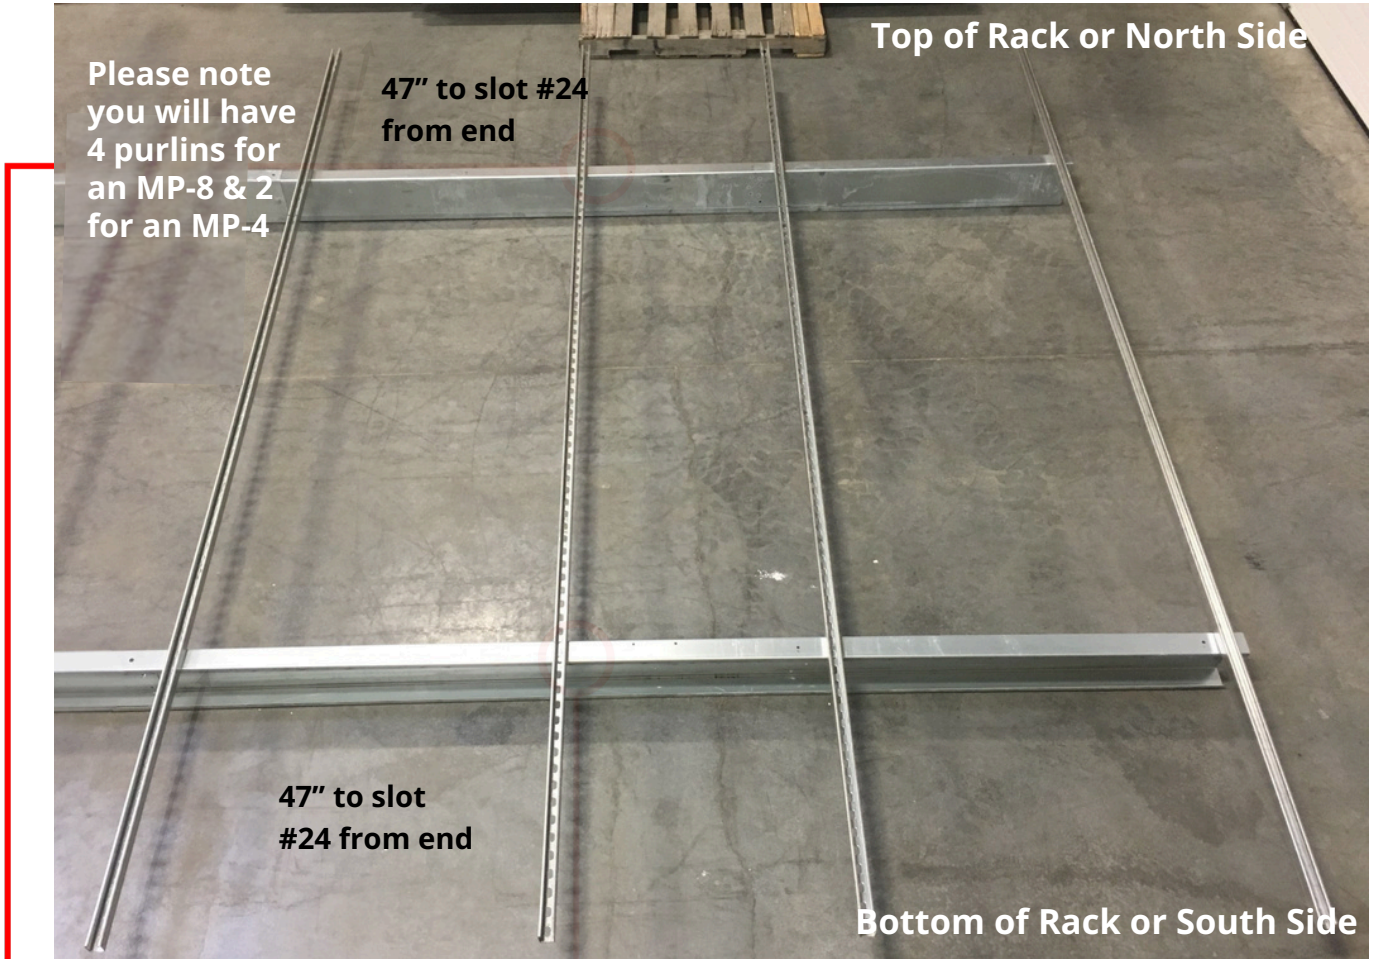 Top of Rack or North Side
Please note
you will have
4 purlins for
an MP-8 & 2
for an MP-4
47” to slot #24
from end
47” to slot
#24 from end
Bottom of Rack or South Side